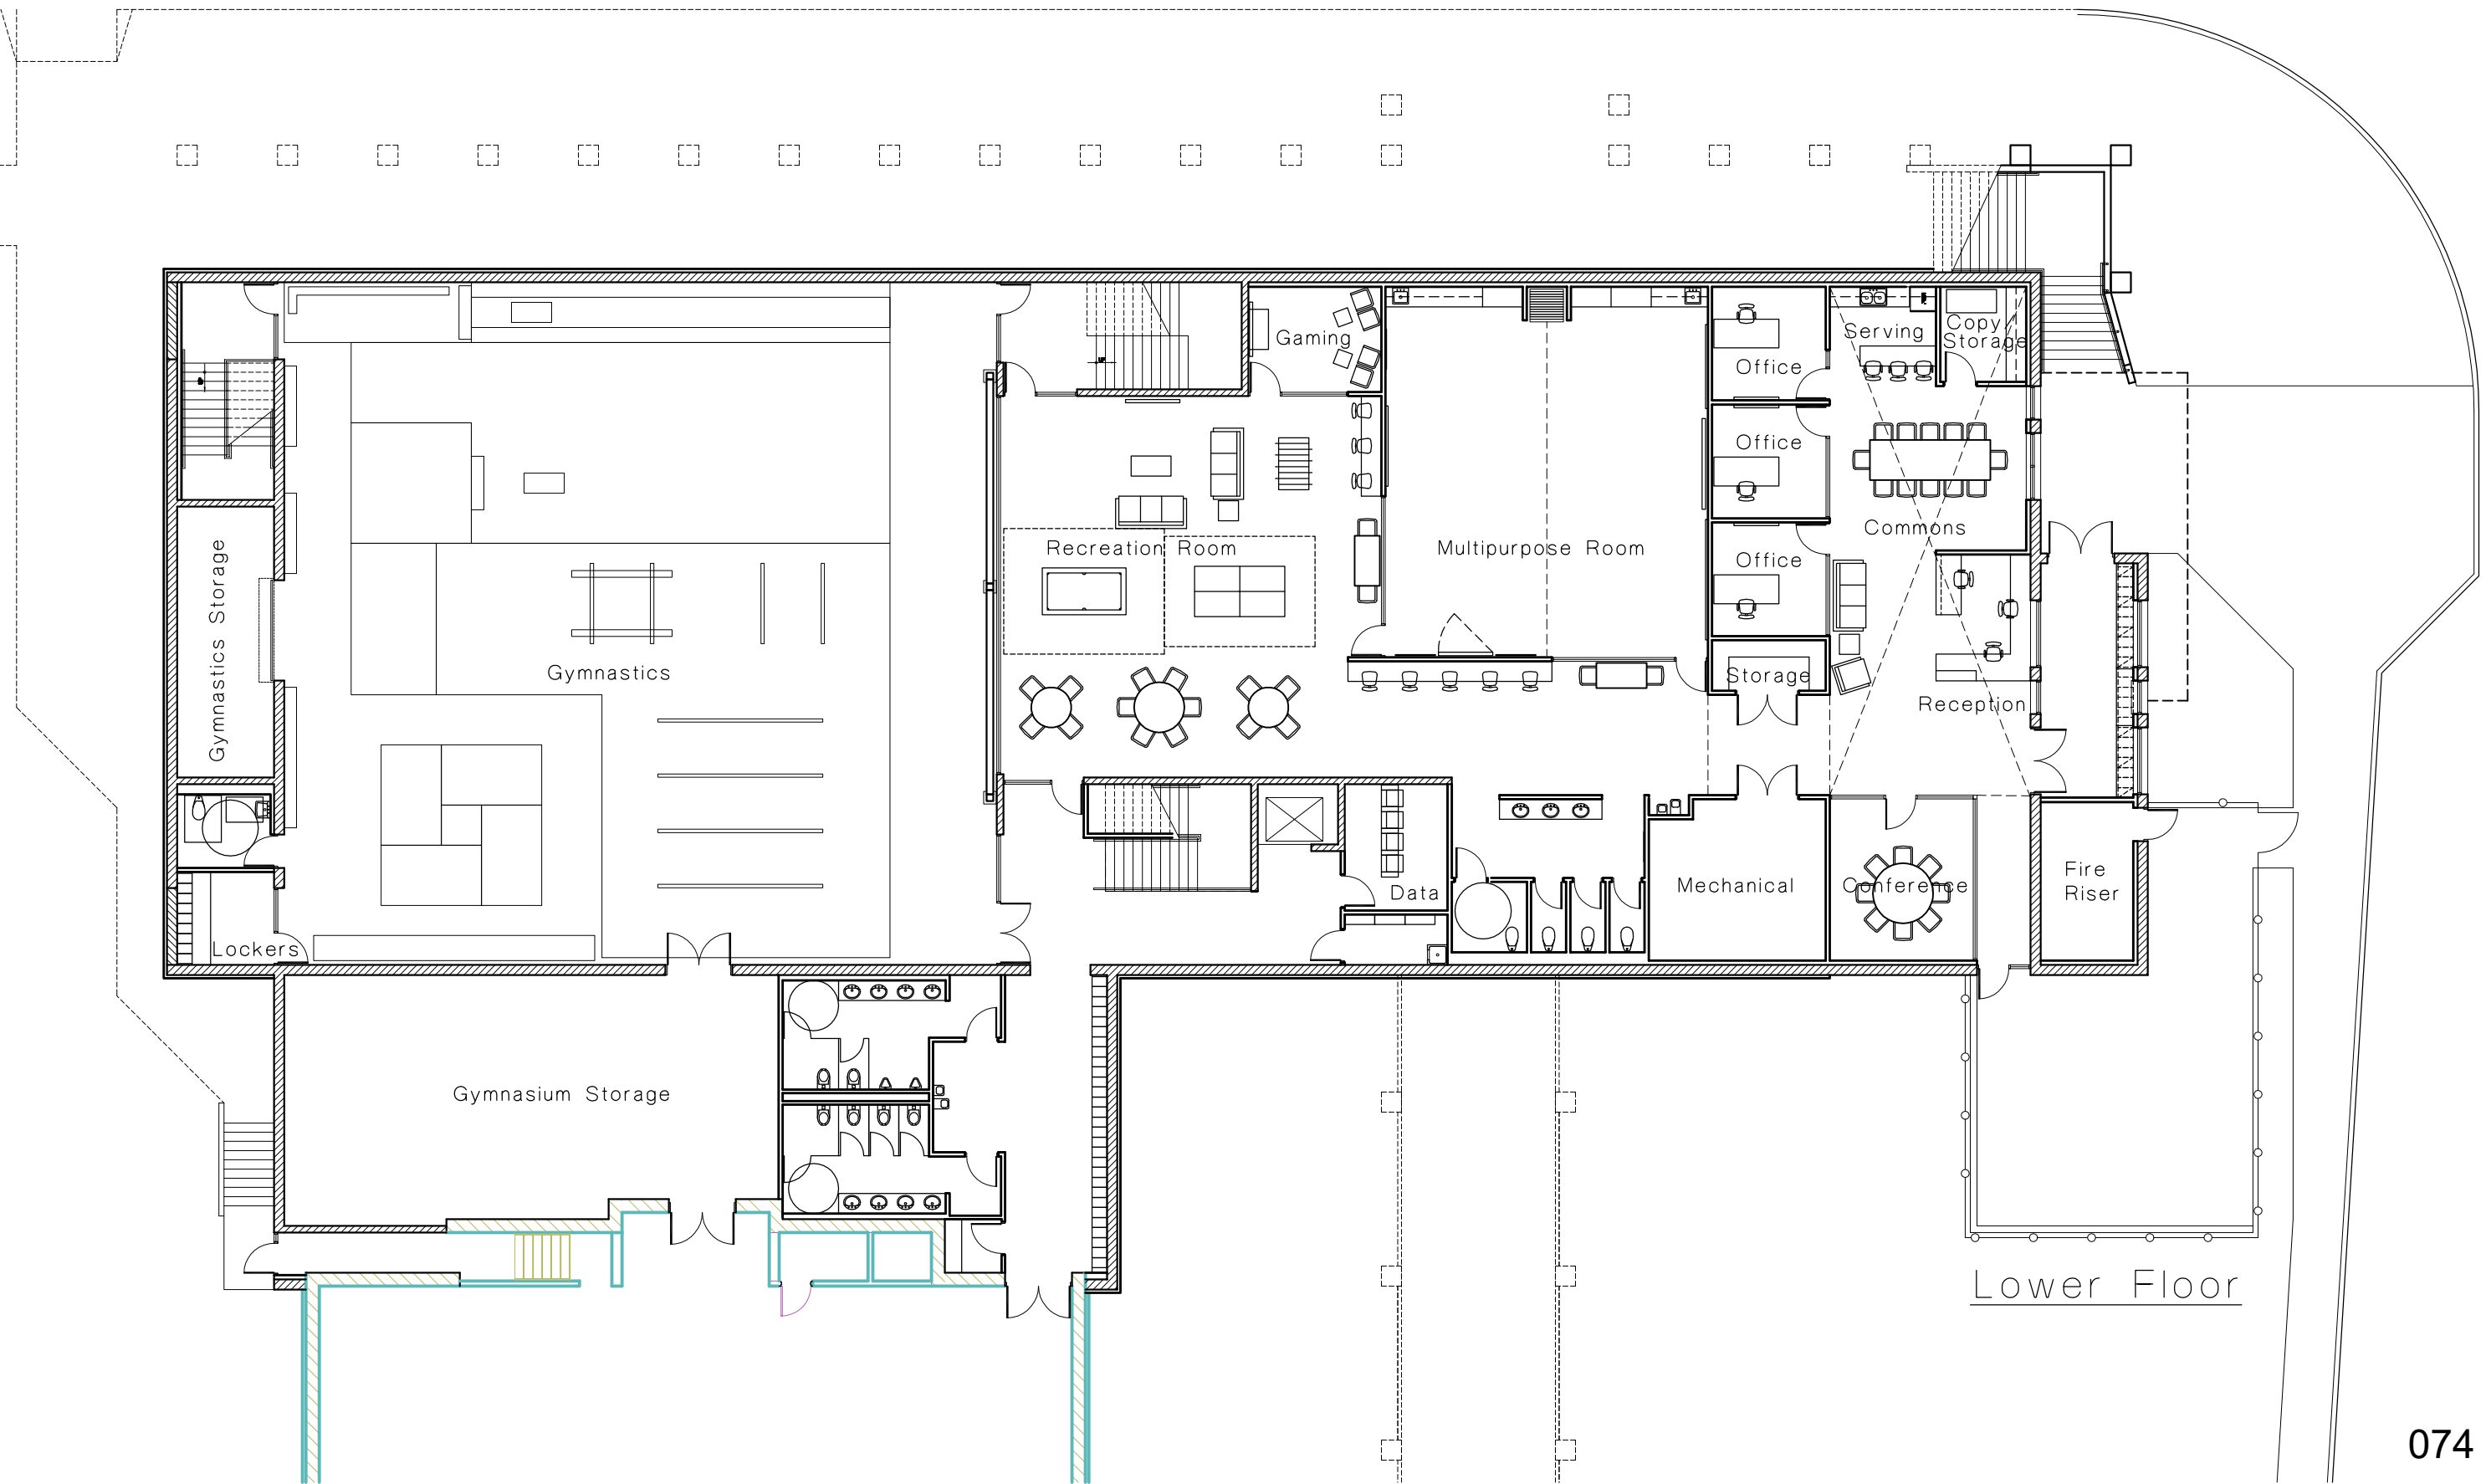 Gaming
Serving
Copy
Storage
Office
Office
Office
Commons
Recreation Room
Multipurpose Room
Gymnastics Storage
Gymnastics
Storage
Reception
Lockers
Data
Mechanical
Conference
Fire
Riser
Gymnasium Storage
Lower Floor
074